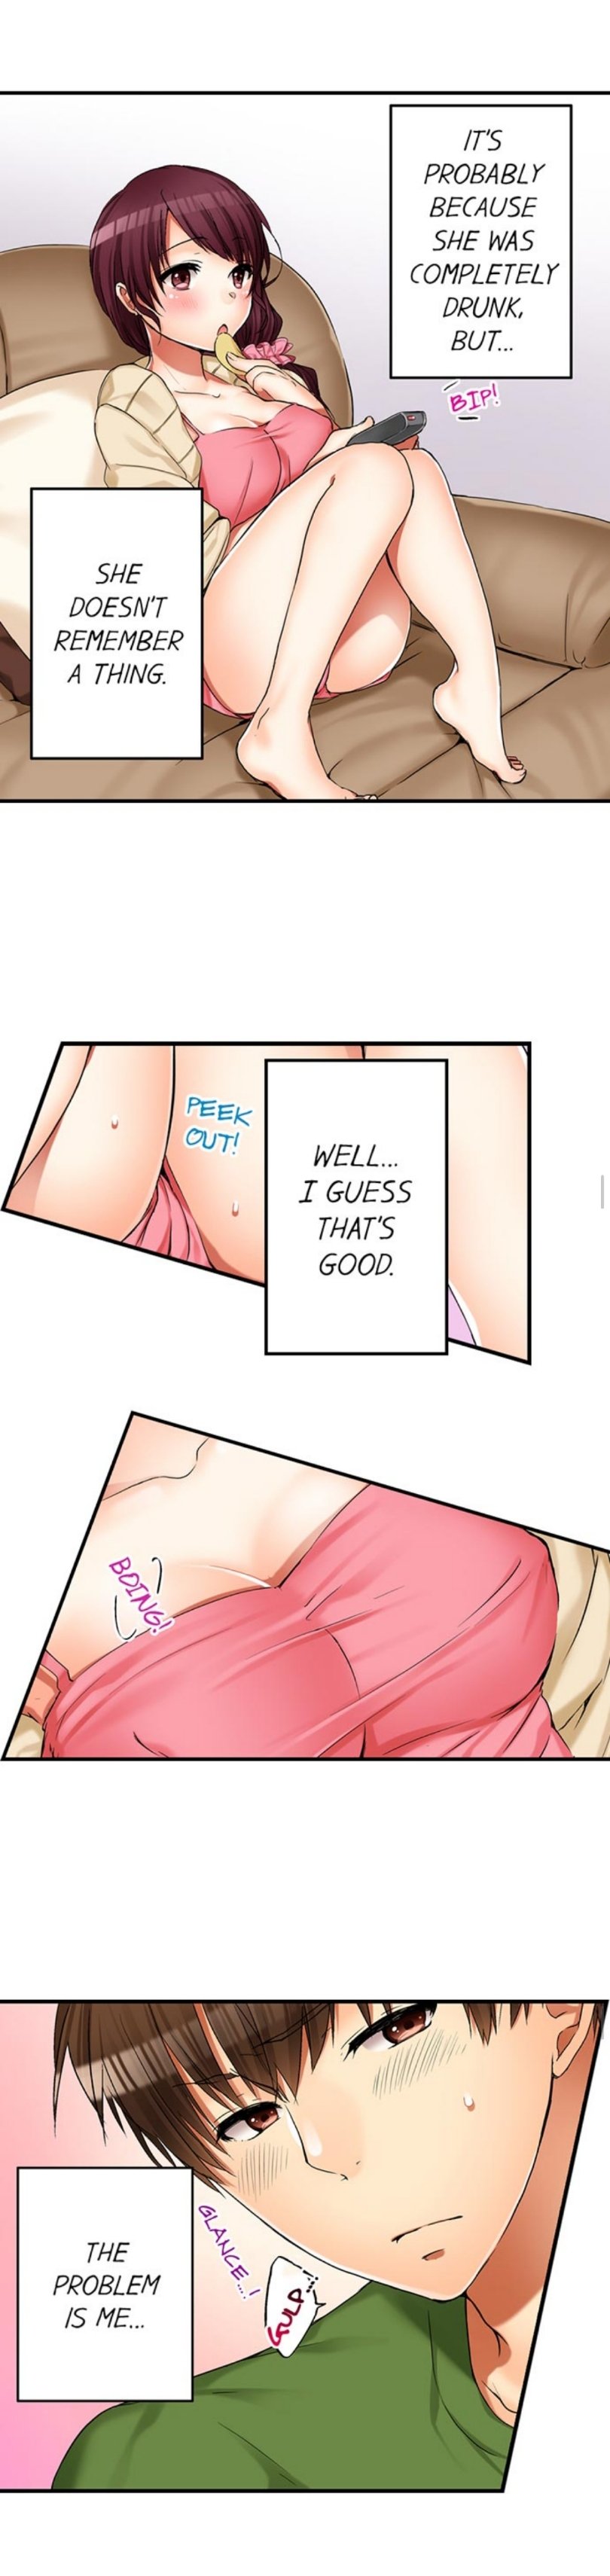 IT'S
PROBABLY
BECAUSE
SHE WAS
COMPLETELY
DRUNK,
BUT...
BIP!
SHE
DOESN'T
REMEMBER
A THING.
PEEK
OUT!
WELL...
I GUESS
THAT'S
GOOD.
BOING!
THE
PROBLEM
IS ME...
GLANCE...!
GULP...